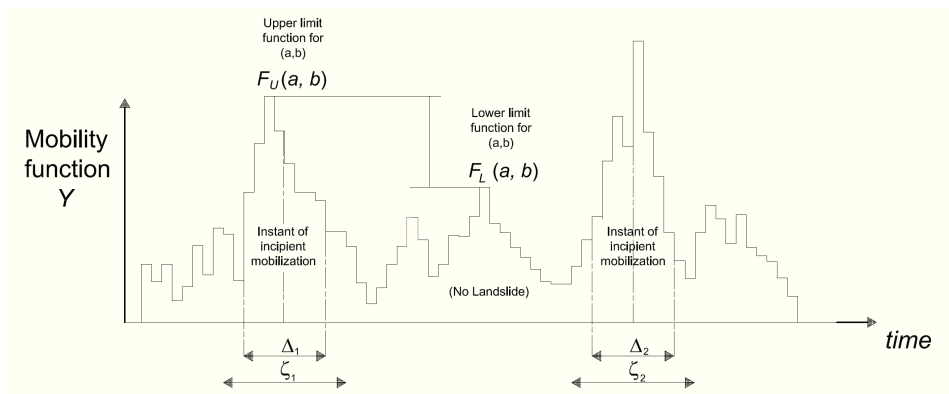 Upper limit
function for
(a,b)
F_U (a, b)
Lower limit
function for
(a,b)
F_L (a, b)
Mobility
function
Y
Instant of
incipient
mobilization
Instant of
incipient
mobilization
(No Landslide)
time
Δ1
ζ1
Δ2
ζ2